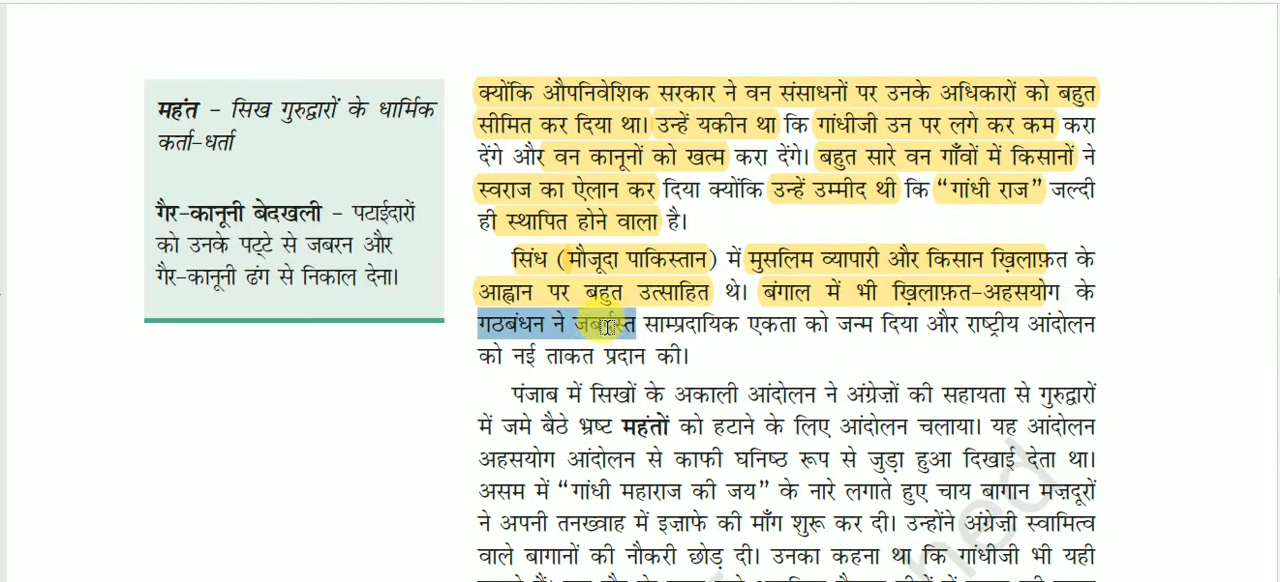 महंत – सिख गुरुद्वारों के धार्मिक
कर्ता-धर्ता
गैर-कानूनी बेदखली – पटाईदारों
को उनके पट्टे से जबरन और
गैर-कानूनी ढंग से निकाल देना।
क्योंकि औपनिवेशिक सरकार ने वन संसाधनों पर उनके अधिकारों को बहुत
सीमित कर दिया था। उन्हें यकीन था कि गांधीजी उन पर लगे कर कम करा
देंगे और वन कानूनों को खत्म करा देंगे। बहुत सारे वन गाँवों में किसानों ने
स्वराज का ऐलान कर दिया क्योंकि उन्हें उम्मीद थी कि “गांधी राज” जल्दी
ही स्थापित होने वाला है।
सिंध (मौजूदा पाकिस्तान) में मुसलिम व्यापारी और किसान ख़िलाफ़त के
आह्वान पर बहुत उत्साहित थे। बंगाल में भी ख़िलाफ़त-अहसयोग के
गठबंधन ने जबर्दस्त साम्प्रदायिक एकता को जन्म दिया और राष्ट्रीय आंदोलन
को नई ताकत प्रदान की।
पंजाब में सिखों के अकाली आंदोलन ने अंग्रेज़ों की सहायता से गुरुद्वारों
में जमे बैठे भ्रष्ट महंतों को हटाने के लिए आंदोलन चलाया। यह आंदोलन
अहसयोग आंदोलन से काफी घनिष्ठ रूप से जुड़ा हुआ दिखाई देता था।
असम में “गांधी महाराज की जय” के नारे लगाते हुए चाय बागान मज़दूरों
ने अपनी तनख्वाह में इज़ाफे की माँग शुरू कर दी। उन्होंने अंग्रेज़ी स्वामित्व
वाले बागानों की नौकरी छोड़ दी। उनका कहना था कि गांधीजी भी यही